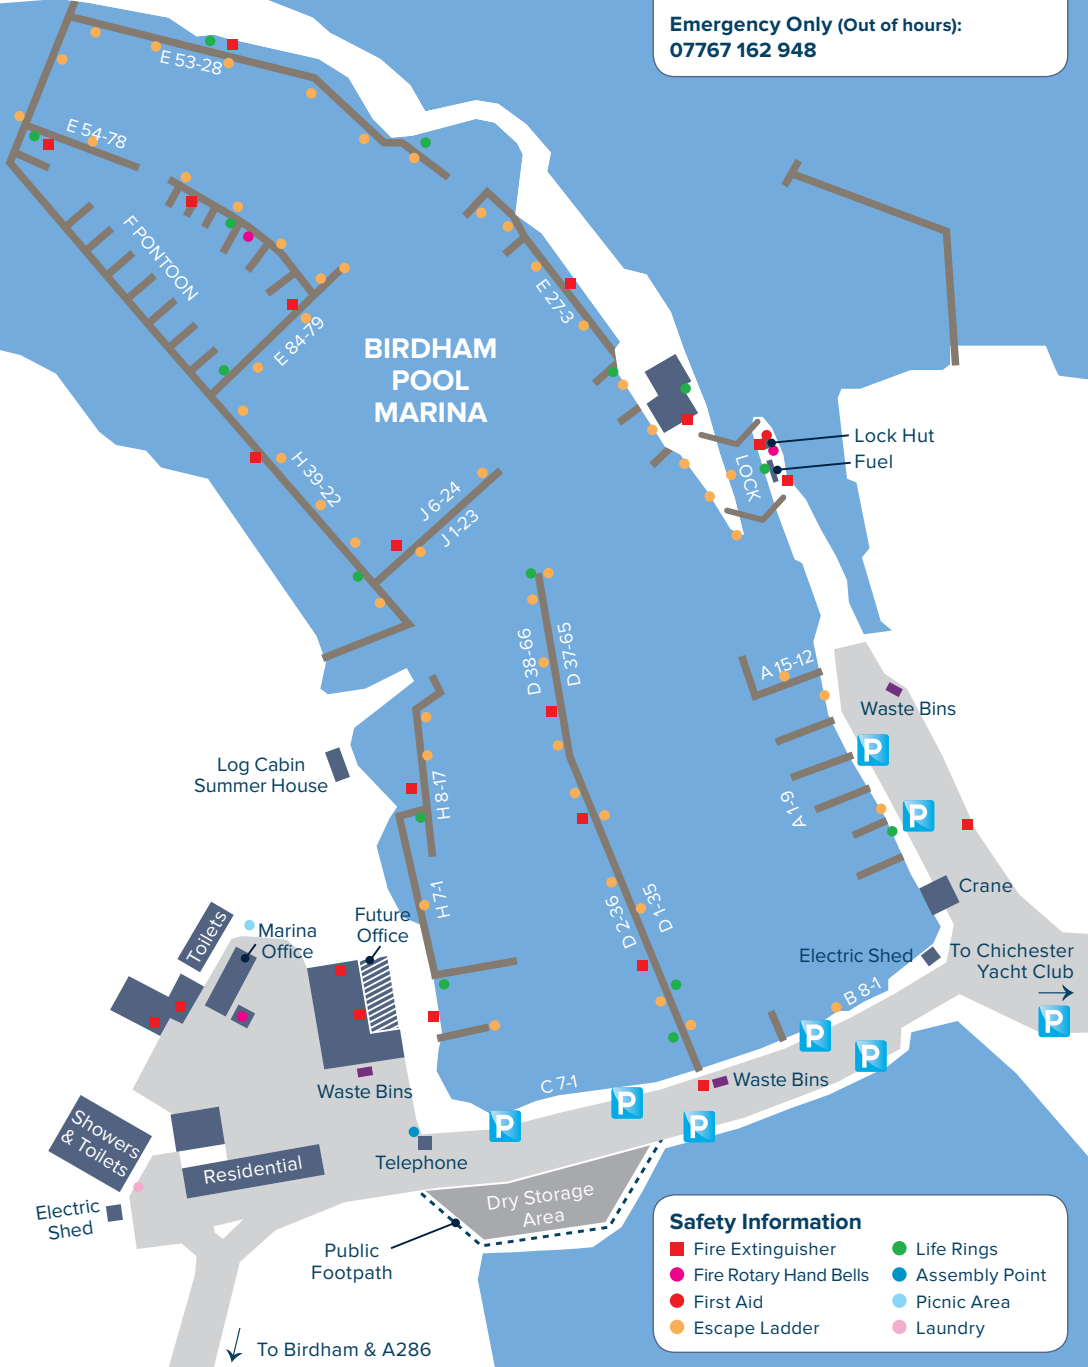 Emergency Only (Out of hours):
07767 162 948
E 53-28
E 54-78
F PONTOON
E 84-79
E 27-3
BIRDHAM
POOL
MARINA
Lock Hut
Fuel
LOCK
H 39-22
J 6-24
J 1-23
D 38-66
D 37-65
A 15-12
Waste Bins
P
Log Cabin
Summer House
H 8-17
A 1-9
P
Crane
H 7-1
D 2-36
D 1-35
Toilets
Marina
Office
Future
Office
Electric Shed
To Chichester
Yacht Club
B 8-1
P
P
P
Waste Bins
C 7-1
Waste Bins
P
P
P
Showers
& Toilets
Residential
Telephone
Electric
Shed
Dry Storage
Area
Public
Footpath
To Birdham & A286
Safety Information
Fire Extinguisher
Fire Rotary Hand Bells
First Aid
Escape Ladder
Life Rings
Assembly Point
Picnic Area
Laundry